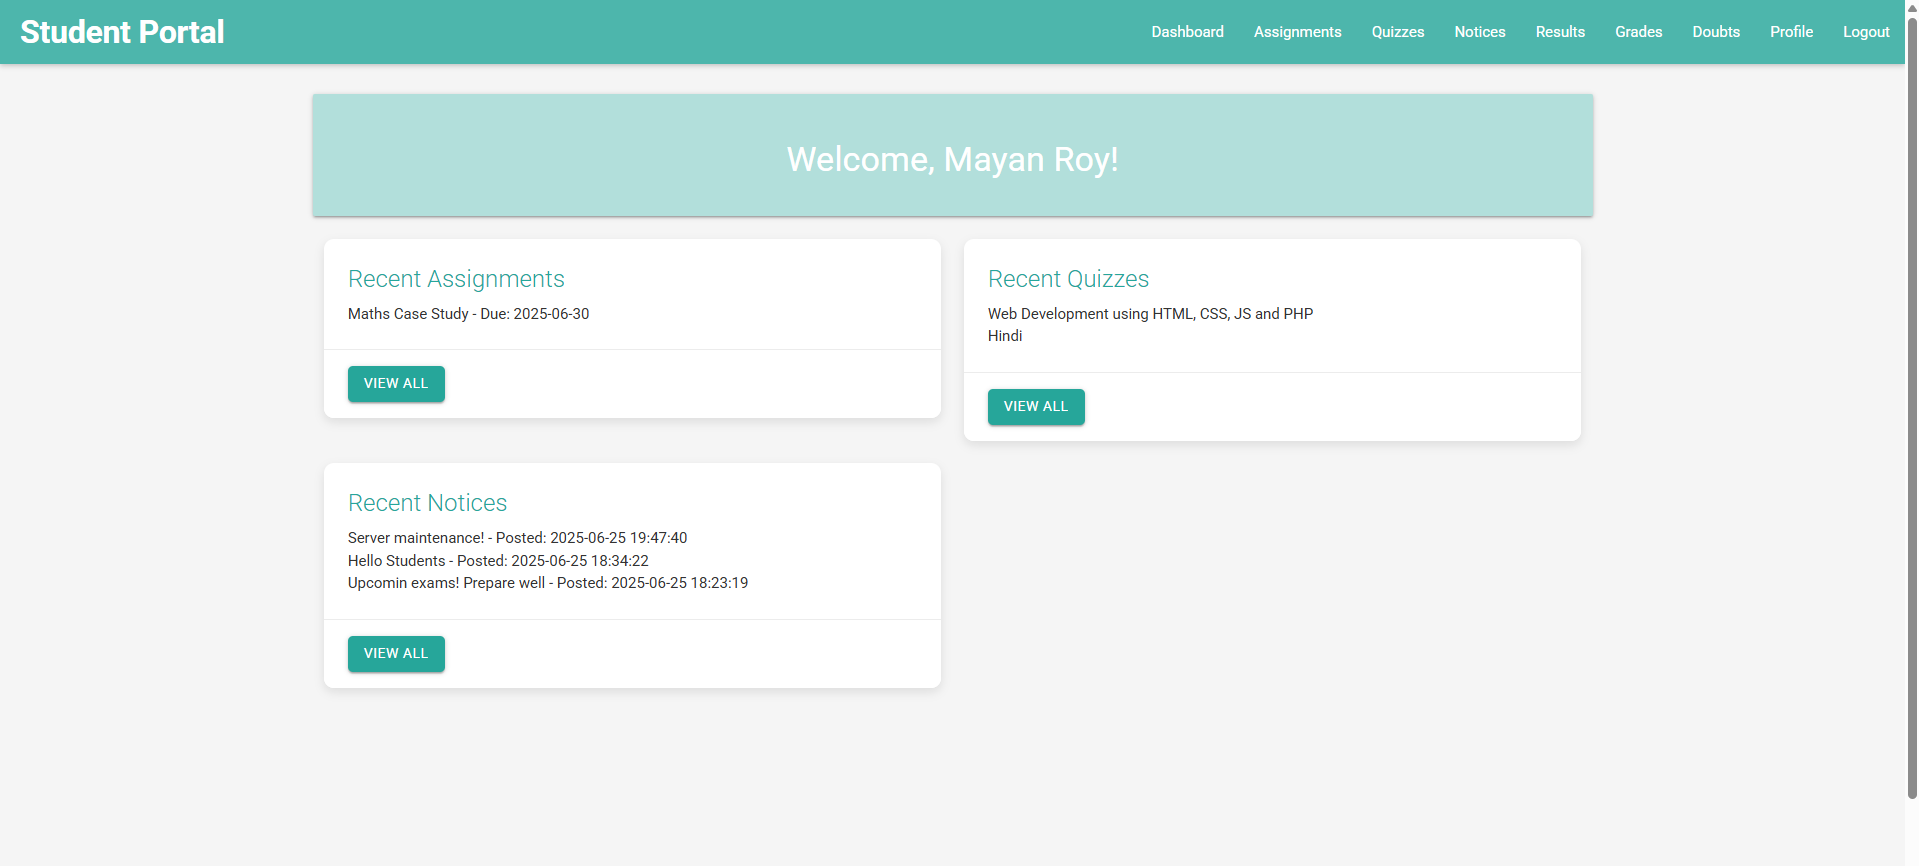 Student Portal
Dashboard Assignments Quizzes Notices Results Grades Doubts Profile Logout
Welcome, Mayan Roy!
Recent Assignments
Maths Case Study - Due: 2025-06-30
VIEW ALL
Recent Quizzes
Web Development using HTML, CSS, JS and PHP
Hindi
VIEW ALL
Recent Notices
Server maintenance! - Posted: 2025-06-25 19:47:40
Hello Students - Posted: 2025-06-25 18:34:22
Upcomin exams! Prepare well - Posted: 2025-06-25 18:23:19
VIEW ALL